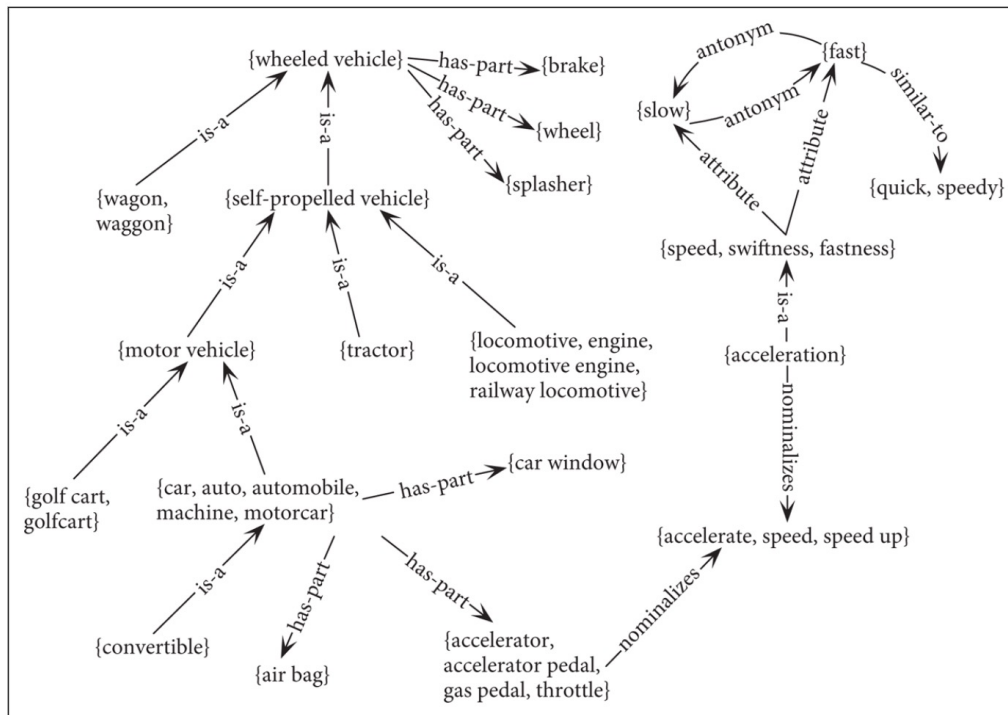 {wheeled vehicle}
has-part
{brake}
has-part
{wheel}
has-part
{splasher}
is-a
is-a
{wagon,
waggon}
{self-propelled vehicle}
is-a
is-a
is-a
{motor vehicle}
{tractor}
{locomotive, engine,
locomotive engine,
railway locomotive}
is-a
is-a
{golf cart,
golfcart}
{car, auto, automobile,
machine, motorcar}
has-part
{car window}
is-a
has-part
has-part
{convertible}
{air bag}
{accelerator,
accelerator pedal,
gas pedal, throttle}
nominalizes
antonym
{fast}
{slow}
antonym
similar-to
attribute
attribute
{quick, speedy}
{speed, swiftness, fastness}
is-a
{acceleration}
nominalizes
{accelerate, speed, speed up}